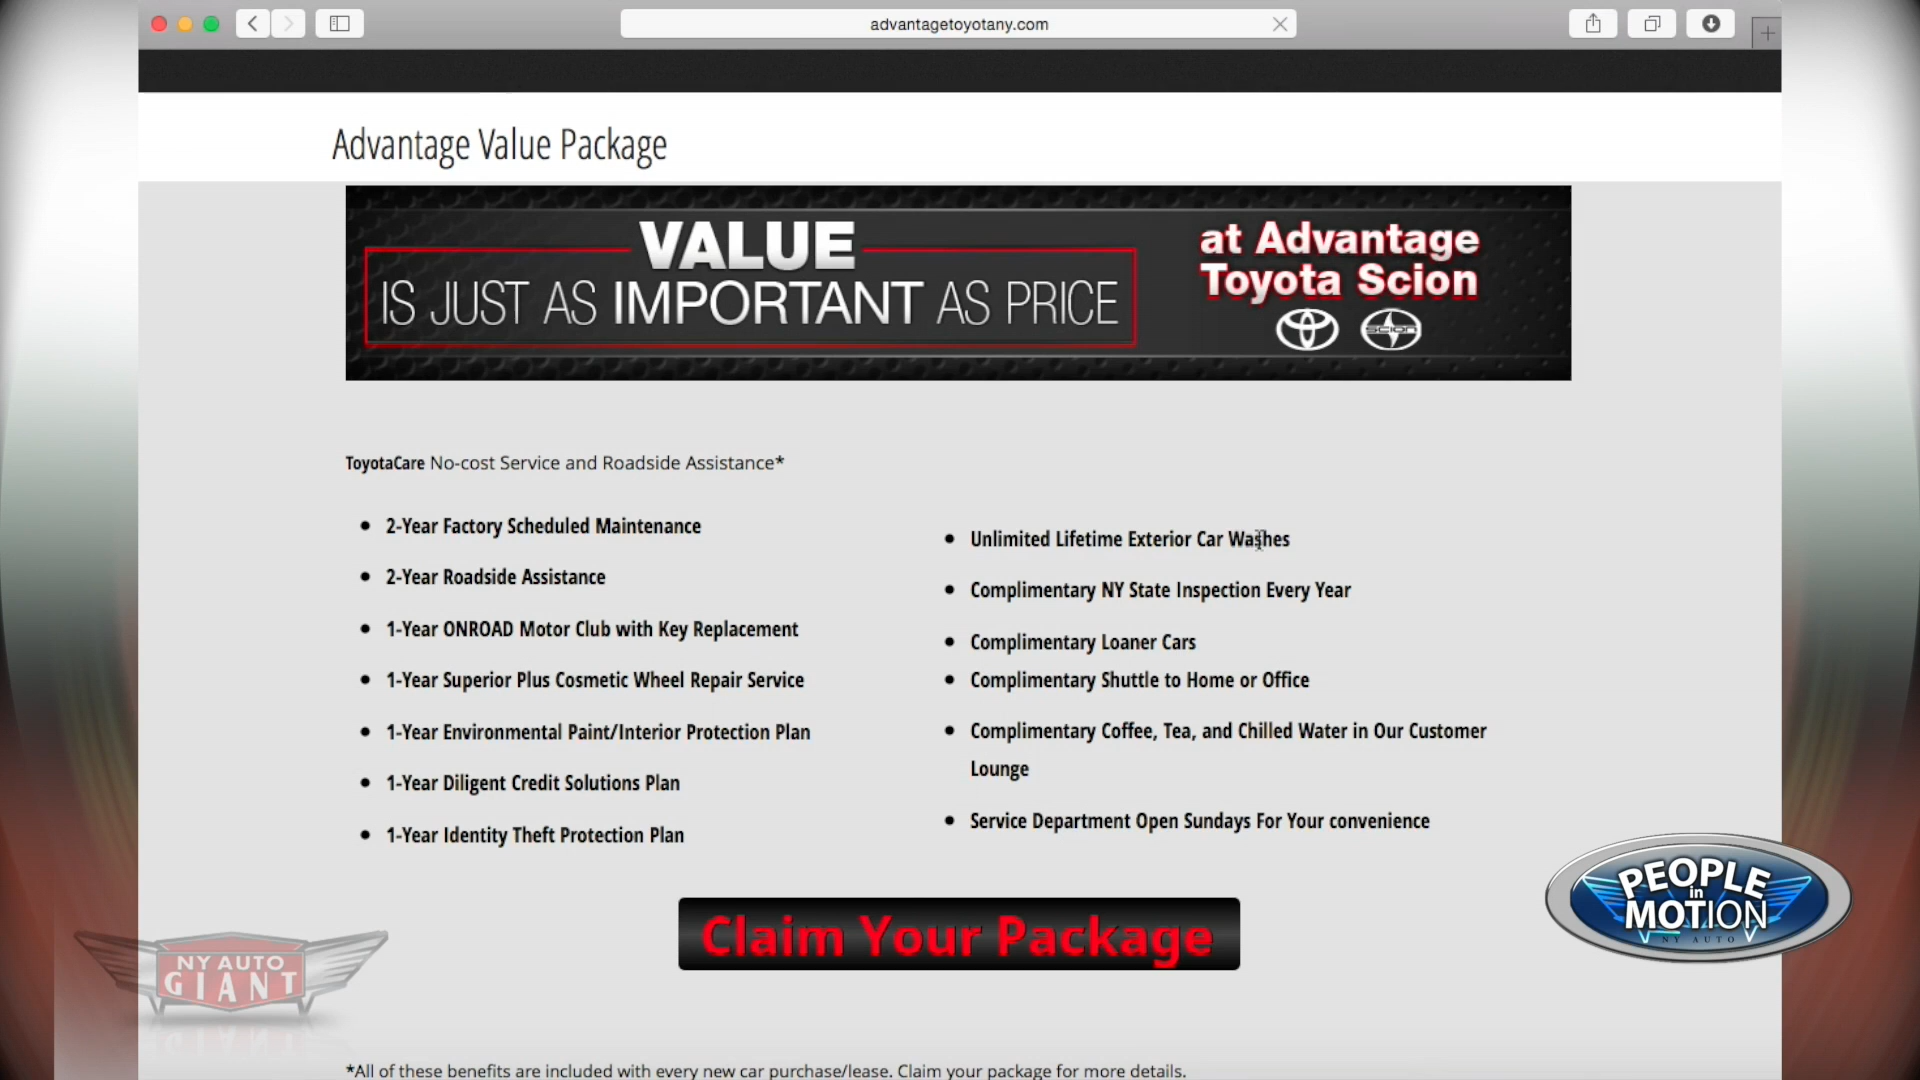 advantagetoyotany.com
Advantage Value Package
VALUE
IS JUST AS IMPORTANT AS PRICE
at Advantage
Toyota Scion
SCION
ToyotaCare No-cost Service and Roadside Assistance*
2-Year Factory Scheduled Maintenance
2-Year Roadside Assistance
1-Year ONROAD Motor Club with Key Replacement
1-Year Superior Plus Cosmetic Wheel Repair Service
1-Year Environmental Paint/Interior Protection Plan
1-Year Diligent Credit Solutions Plan
1-Year Identity Theft Protection Plan
Unlimited Lifetime Exterior Car Washes
Complimentary NY State Inspection Every Year
Complimentary Loaner Cars
Complimentary Shuttle to Home or Office
Complimentary Coffee, Tea, and Chilled Water in Our Customer
Lounge
Service Department Open Sundays For Your convenience
Claim Your Package
NY AUTO
GIANT
PEOPLE
in
MOTION
NY AUTO
*All of these benefits are included with every new car purchase/lease. Claim your package for more details.